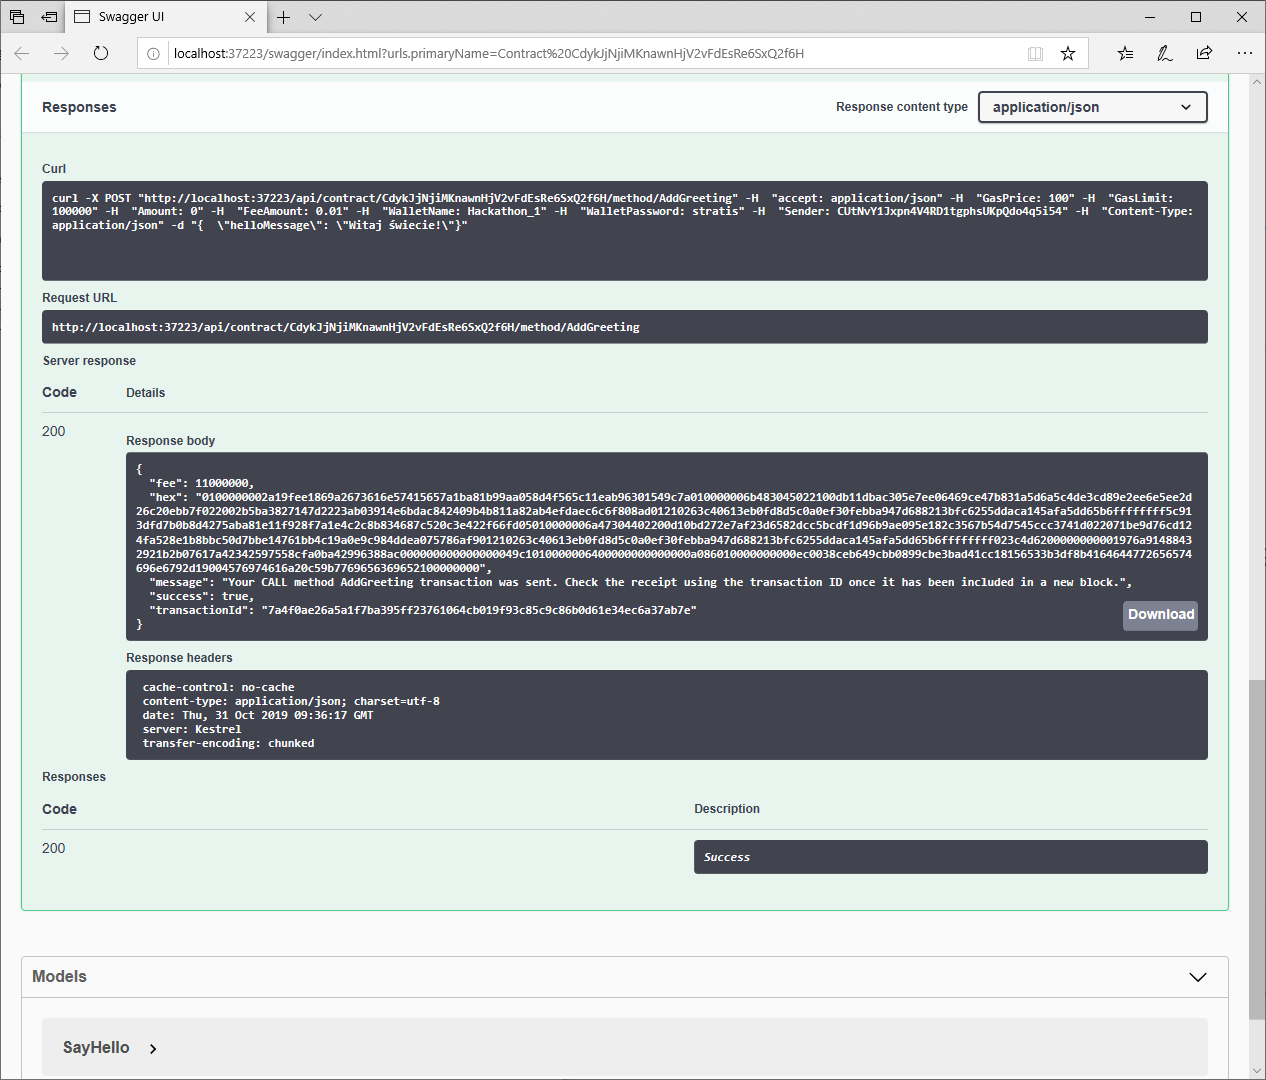 Swagger UI
localhost:37223/swagger/index.html?urls.primaryName=Contract%20CdykJjNjiMKnawnHjV2vFdEsRe6SxQ2f6H
Responses
Response content type
application/json
Curl
curl -X POST "http://localhost:37223/api/contract/CdykJjNjiMKnawnHjV2vFdEsRe6SxQ2f6H/method/AddGreeting" -H  "accept: application/json" -H  "GasPrice: 100" -H  "GasLimit:
100000" -H  "Amount: 0" -H  "FeeAmount: 0.01" -H  "WalletName: Hackathon_1" -H  "WalletPassword: stratis" -H  "Sender: CUtNvY1Jxpn4V4RD1tgphsUKpQdo4q5i54" -H  "Content-Type:
application/json" -d "{  \"helloMessage\": \"Witaj świecie!\"}"
Request URL
http://localhost:37223/api/contract/CdykJjNjiMKnawnHjV2vFdEsRe6SxQ2f6H/method/AddGreeting
Server response
Code
Details
200
Response body
{
"fee": 11000000,
"hex": "0100000002a19fee1869a2673616e57415657a1ba81b99aa058d4f565c11eab96301549c7a010000006b483045022100db11dbac305e7ee06469ce47b831a5d6a5c4de3cd89e2ee6e5ee2d
26c20ebb7f022002b5ba3827147d2223ab03914e6bdac842409b4b811a82ab4efdaec6c6f808ad01210263c40613eb0fd8d5c0a0ef30febba947d688213bfc6255ddaca145afa5dd65b6ffffffff5c91
3dfd7b0b8d4275aba81e11f928f7a1e4c2c8b834687c520c3e422f66fd05010000006a47304402200d10bd272e7af23d6582dcc5bcdf1d96b9ae095e182c3567b54d7545ccc3741d022071be9d76cd12
4fa528e1b8bbc50d7bbe14761bb4c19a0e9c984ddea075786af901210263c40613eb0fd8d5c0a0ef30febba947d688213bfc6255ddaca145afa5dd65b6ffffffff023c4d6200000000001976a9148843
2921b2b07617a42342597558cfa0ba42996388ac000000000000000049c10100000064000000000000000a086010000000000ec0038ceb649cbb0899cbe3bad41cc18156533b3df8b4164644772656574
696e6792d19004576974616a20c59b776965636965210000000",
"message": "Your CALL method AddGreeting transaction was sent. Check the receipt using the transaction ID once it has been included in a new block.",
"success": true,
"transactionId": "7a4f0ae26a5a1f7ba395ff23761064cb019f93c85c9c86b0d61e34ec6a37ab7e"
}
Download
Response headers
cache-control: no-cache
content-type: application/json; charset=utf-8
date: Thu, 31 Oct 2019 09:36:17 GMT
server: Kestrel
transfer-encoding: chunked
Responses
Code
Description
200
Success
Models
SayHello